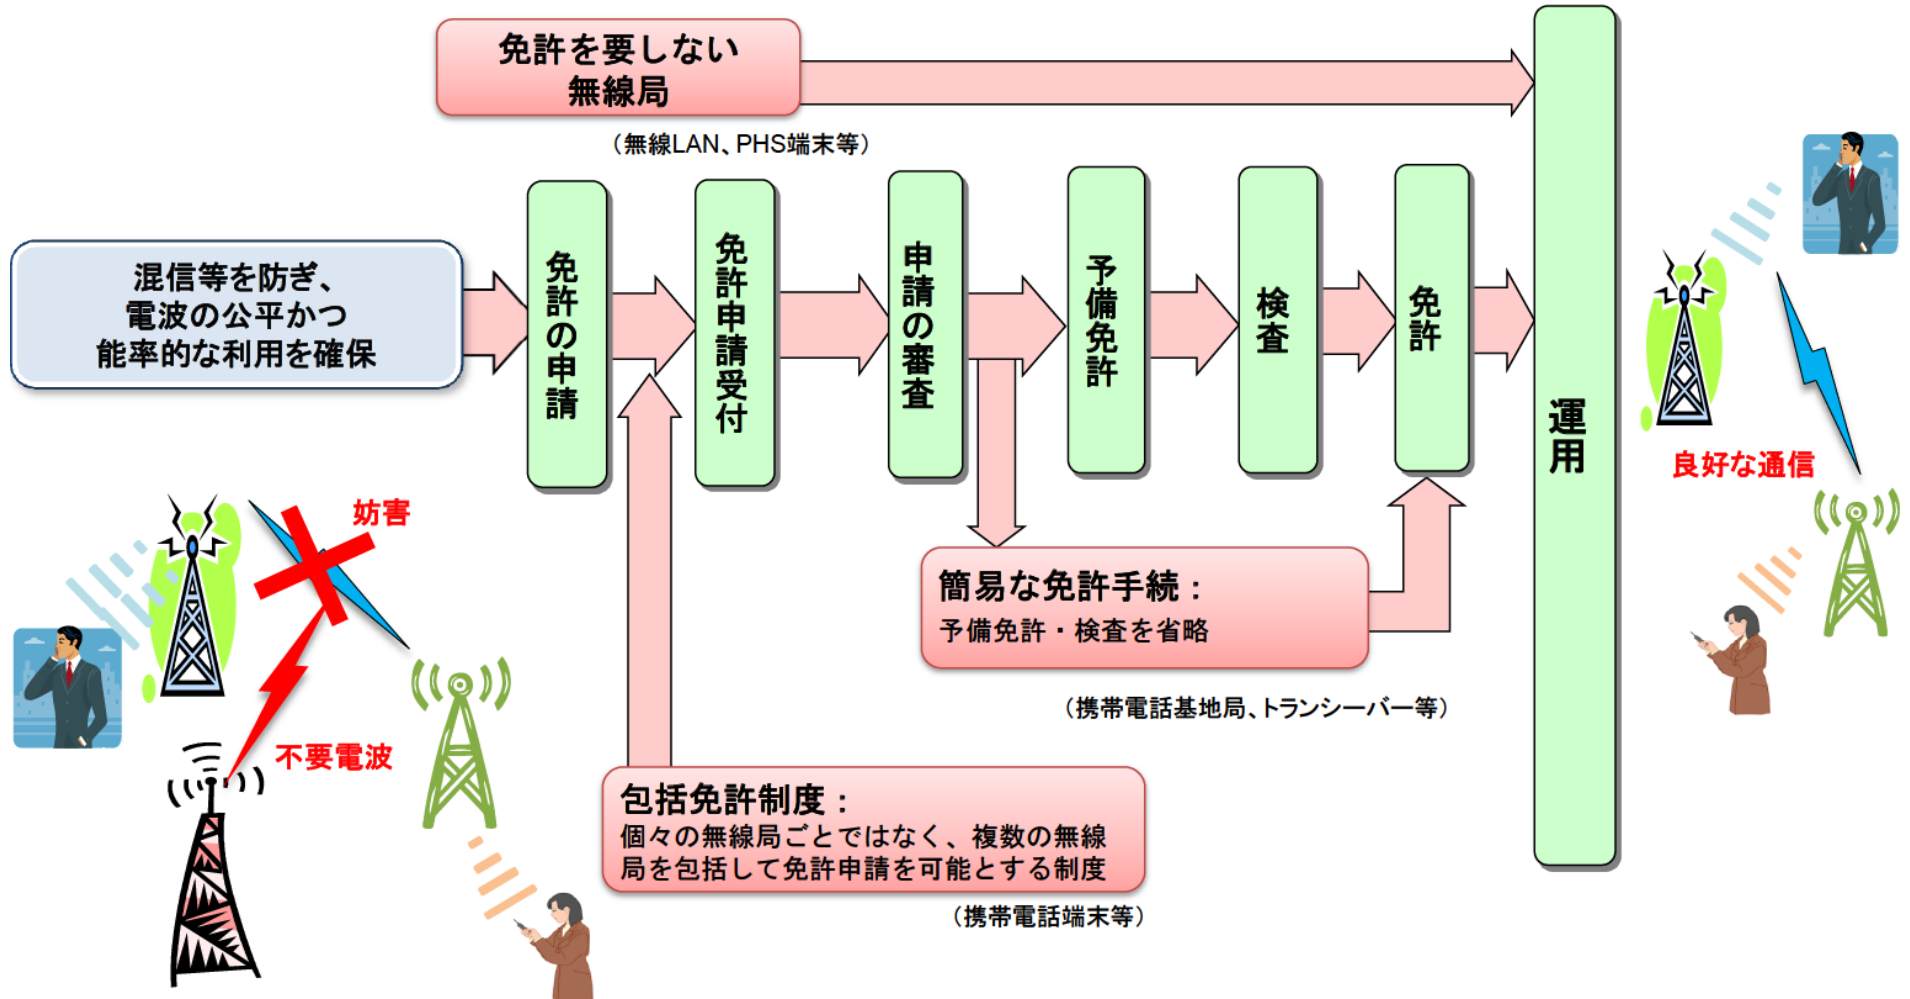 免許を要しない
無線局
（無線LAN、PHS端末等）
混信等を防ぎ、
電波の公平かつ
能率的な利用を確保
免許の申請
免許申請受付
申請の審査
予備免許
検査
免許
運用
良好な通信
妨害
不要電波
簡易な免許手続：
予備免許・検査を省略
（携帯電話基地局、トランシーバー等）
包括免許制度：
個々の無線局ごとではなく、複数の無線
局を包括して免許申請を可能とする制度
（携帯電話端末等）